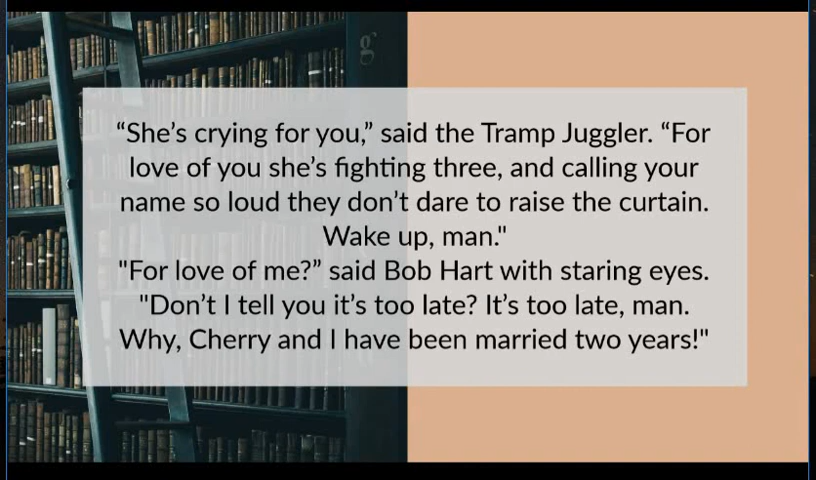 g
“She’s crying for you,” said the Tramp Juggler. “For
love of you she’s fighting three, and calling your
name so loud they don’t dare to raise the curtain.
Wake up, man."
"For love of me?” said Bob Hart with staring eyes.
"Don’t I tell you it’s too late? It’s too late, man.
Why, Cherry and I have been married two years!"